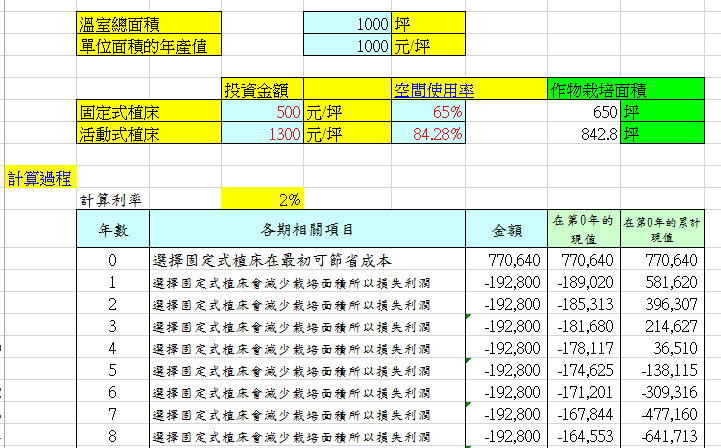 溫室總面積 1000 坪
單位面積的年產值 1000 元/坪
投資金額 空間使用率 作物栽培面積
固定式植床 500 元/坪 65% 650 坪
活動式植床 1300 元/坪 84.28% 842.8 坪
計算過程
計算利率 2%
年數 各期相關項目 金額 在第0年的現值 在第0年的累計現值
0 選擇固定式植床在最初可節省成本 770,640 770,640 770,640
1 選擇固定式植床會減少栽培面積所以損失利潤 -192,800 -189,020 581,620
2 選擇固定式植床會減少栽培面積所以損失利潤 -192,800 -185,313 396,307
3 選擇固定式植床會減少栽培面積所以損失利潤 -192,800 -181,680 214,627
4 選擇固定式植床會減少栽培面積所以損失利潤 -192,800 -178,117 36,510
5 選擇固定式植床會減少栽培面積所以損失利潤 -192,800 -174,625 -138,115
6 選擇固定式植床會減少栽培面積所以損失利潤 -192,800 -171,201 -309,316
7 選擇固定式植床會減少栽培面積所以損失利潤 -192,800 -167,844 -477,160
8 選擇固定式植床會減少栽培面積所以損失利潤 -192,800 -164,553 -641,713